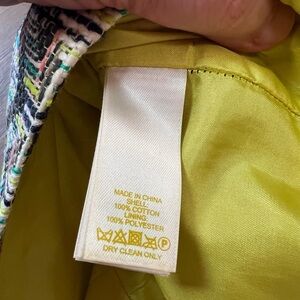 MADE IN CHINA
SHELL:
100% COTTON
LINING:
100% POLYESTER
P
DRY CLEAN ONLY